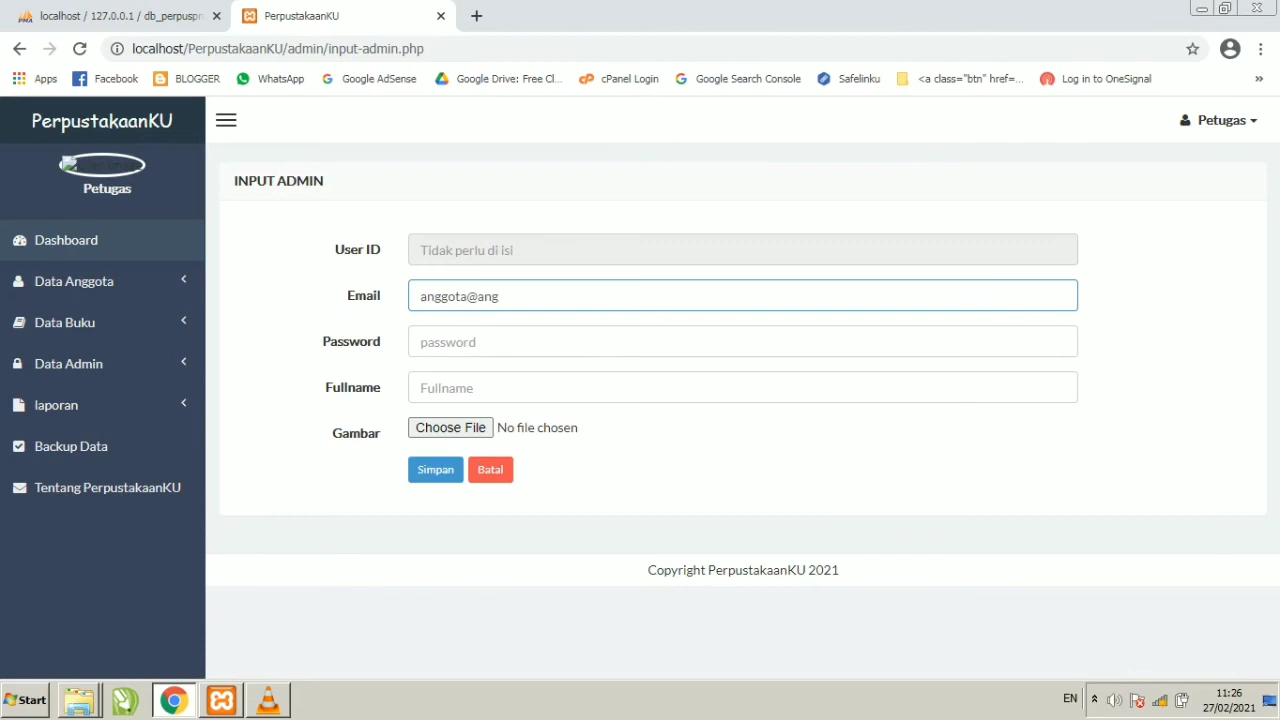 localhost / 127.0.0.1 / db_perpuspr
PerpustakaanKU
localhost/PerpustakaanKU/admin/input-admin.php
Apps
Facebook
BLOGGER
WhatsApp
Google AdSense
Google Drive: Free Cl...
cPanel Login
Google Search Console
Safelinku
<a class="btn" href=...
Log in to OneSignal
»
PerpustakaanKU
Petugas
Petugas
INPUT ADMIN
Dashboard
Data Anggota
Data Buku
Data Admin
laporan
Backup Data
Tentang PerpustakaanKU
User ID
Tidak perlu di isi
Email
anggota@ang
Password
password
Fullname
Fullname
Gambar
Choose File No file chosen
Simpan
Batal
Copyright PerpustakaanKU 2021
Start
EN
11:26
27/02/2021